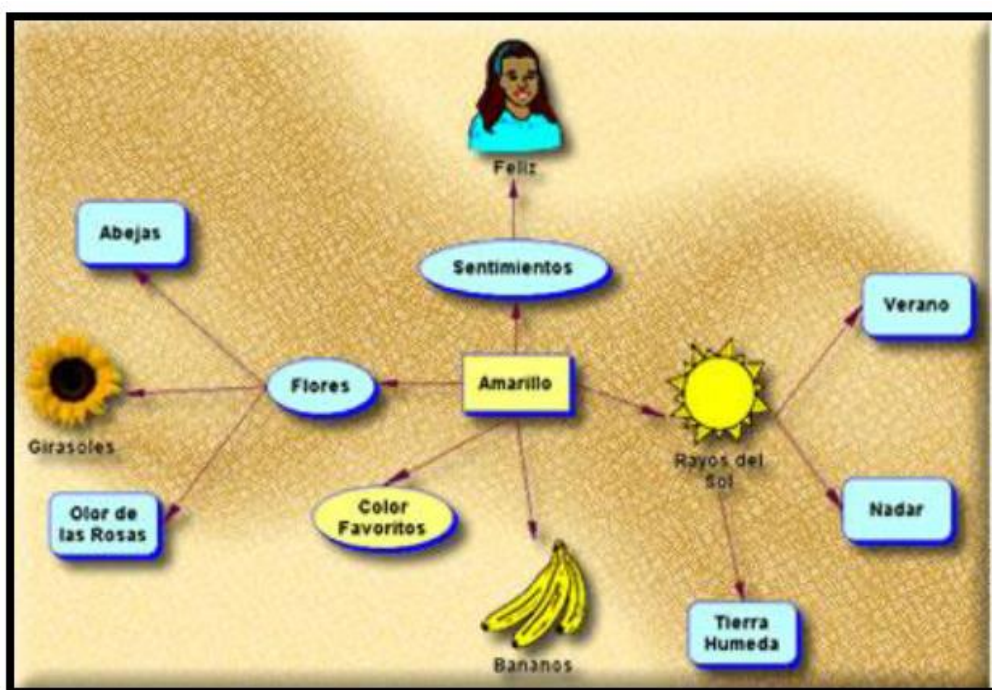 Feliz
Abejas
Sentimientos
Verano
Flores
Amarillo
Girasoles
Rayos del
Sol
Olor de
las Rosas
Color
Favoritos
Nadar
Tierra
Humeda
Bananos